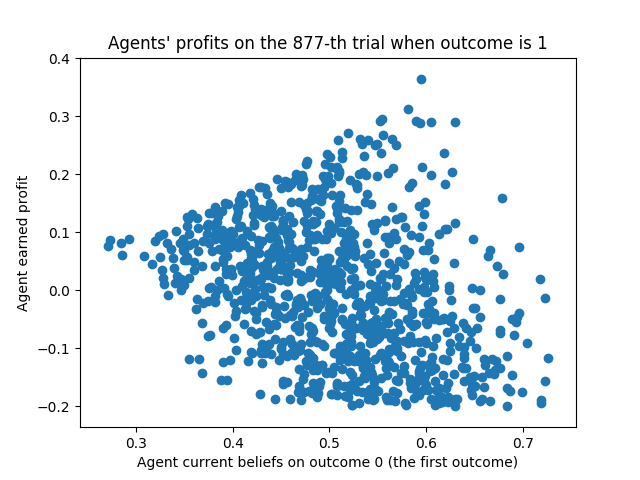 Agents' profits on the 877-th trial when outcome is 1
0.4
0.3
0.2
0.1
0.0
−0.1
−0.2
Agent earned profit
0.3 0.4 0.5 0.6 0.7
Agent current beliefs on outcome 0 (the first outcome)